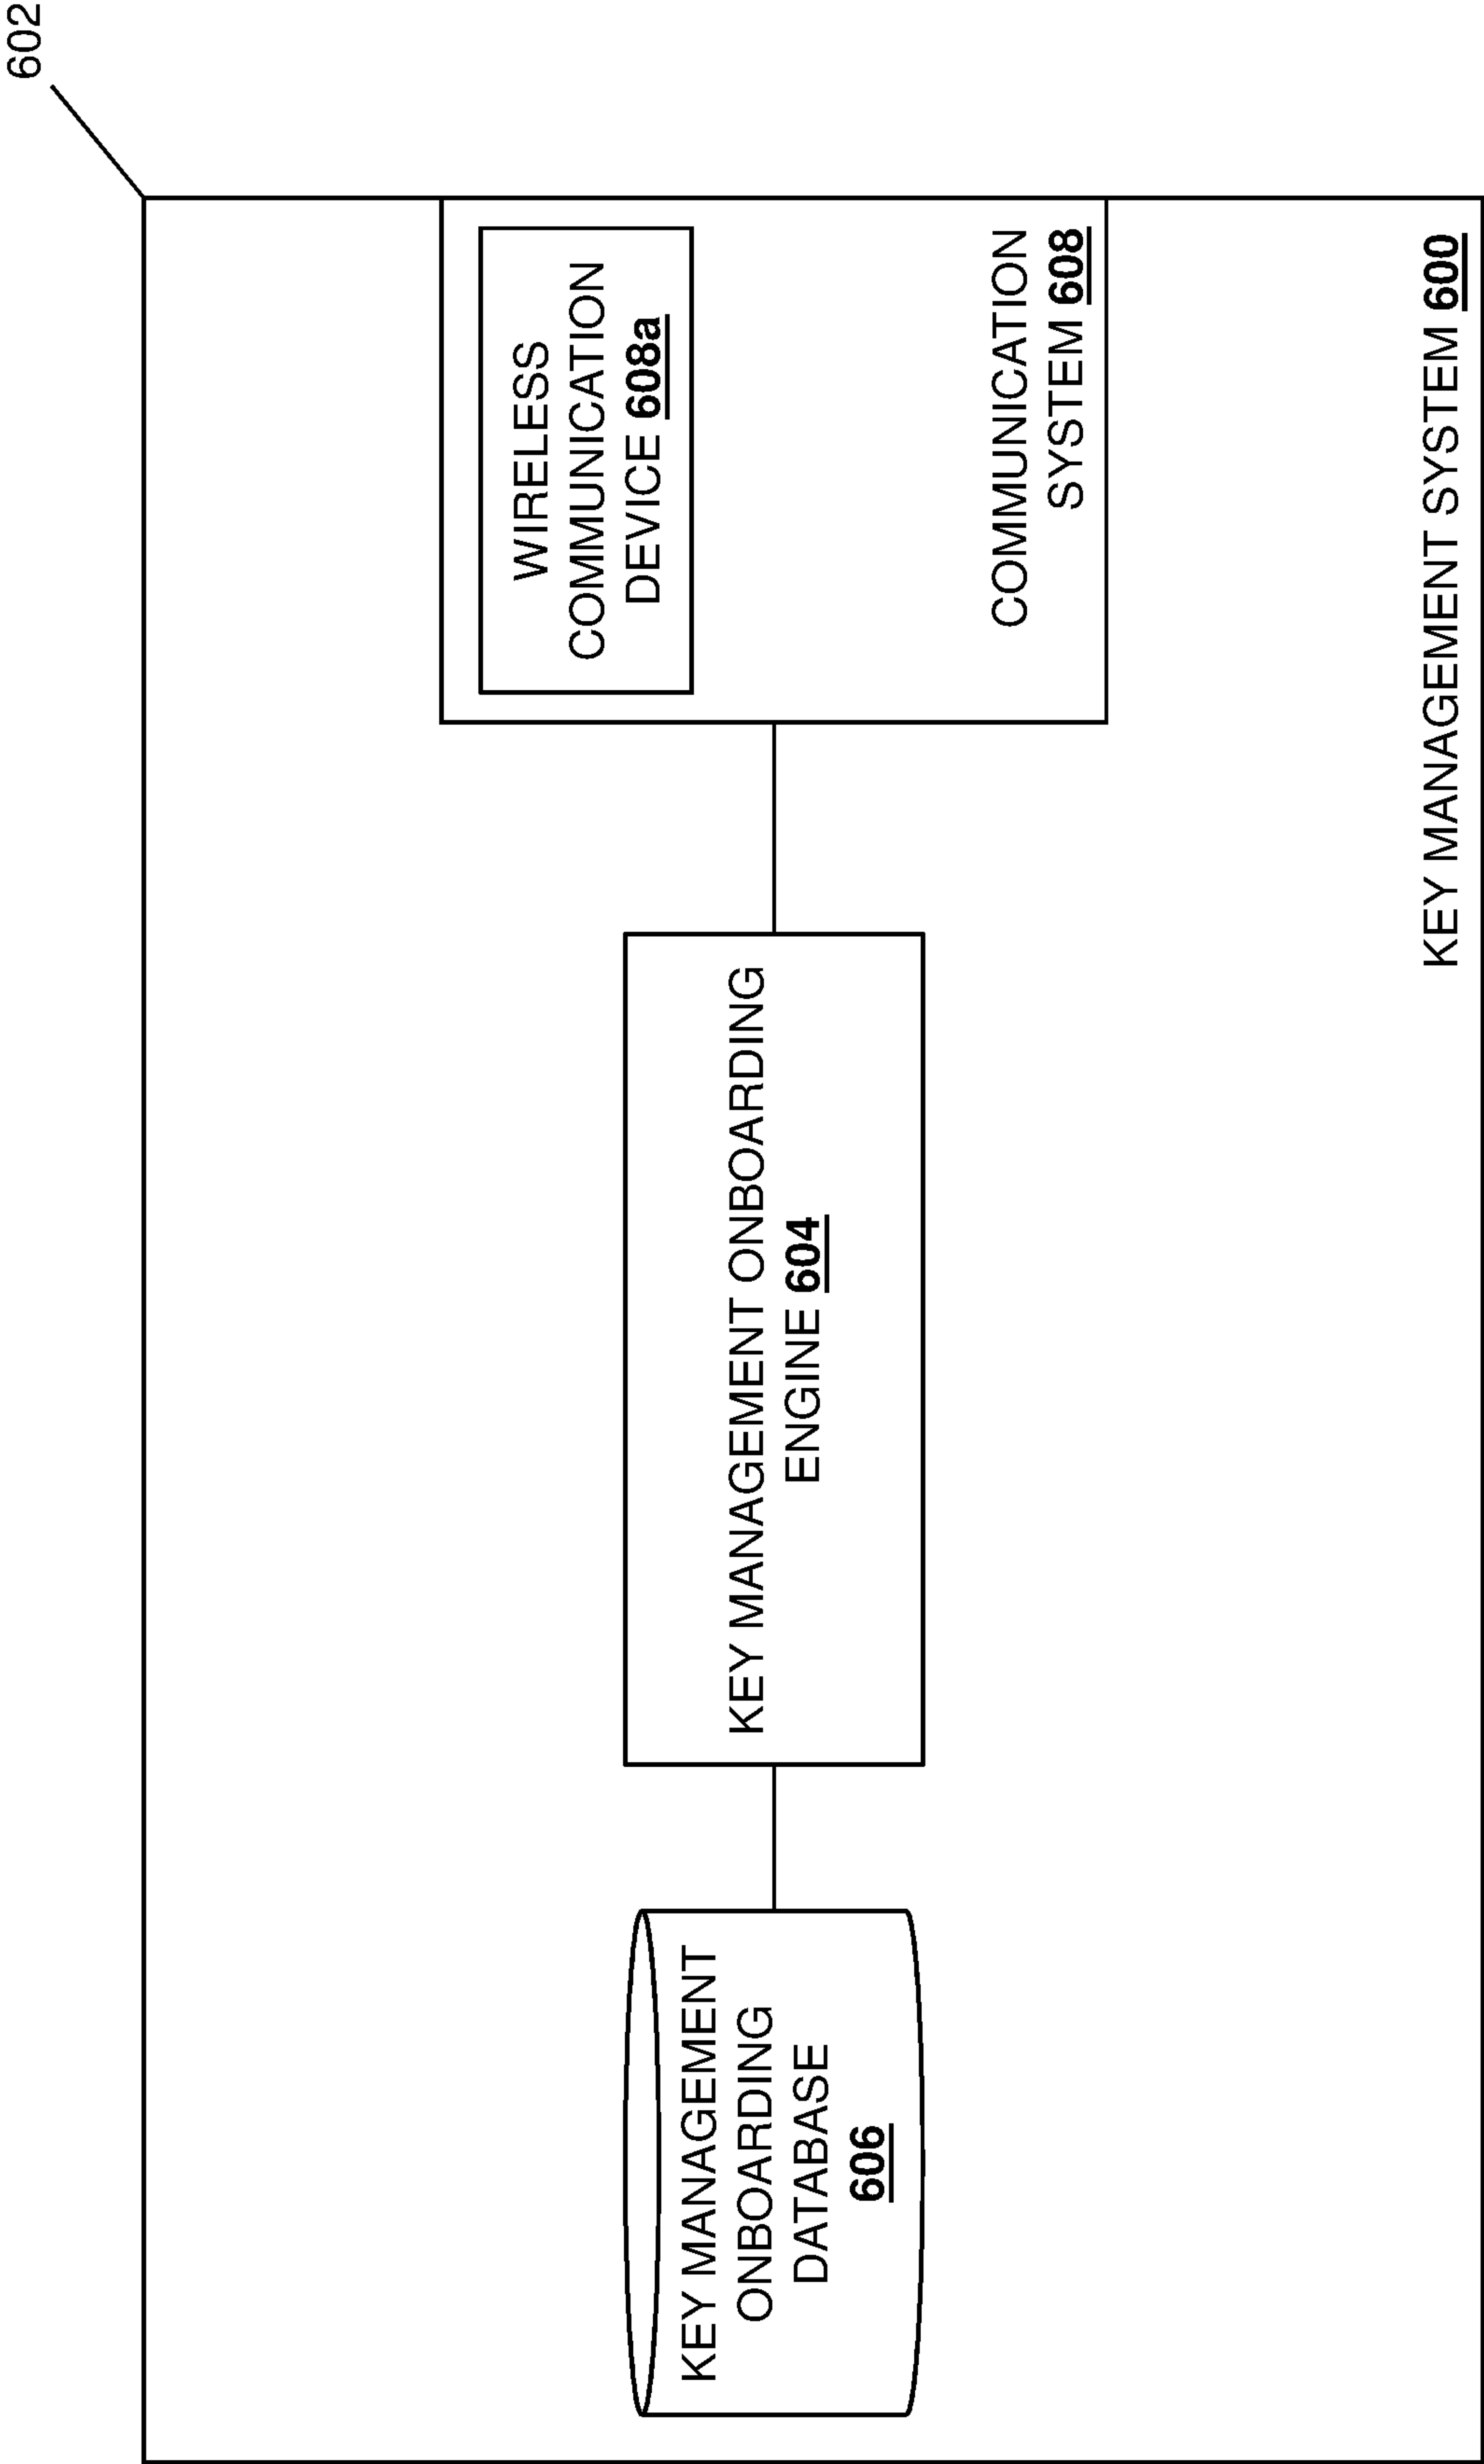 602
KEY MANAGEMENT
ONBOARDING
DATABASE
606
KEY MANAGEMENT ONBOARDING
ENGINE 604
WIRELESS
COMMUNICATION
DEVICE 608a
COMMUNICATION
SYSTEM 608
KEY MANAGEMENT SYSTEM 600